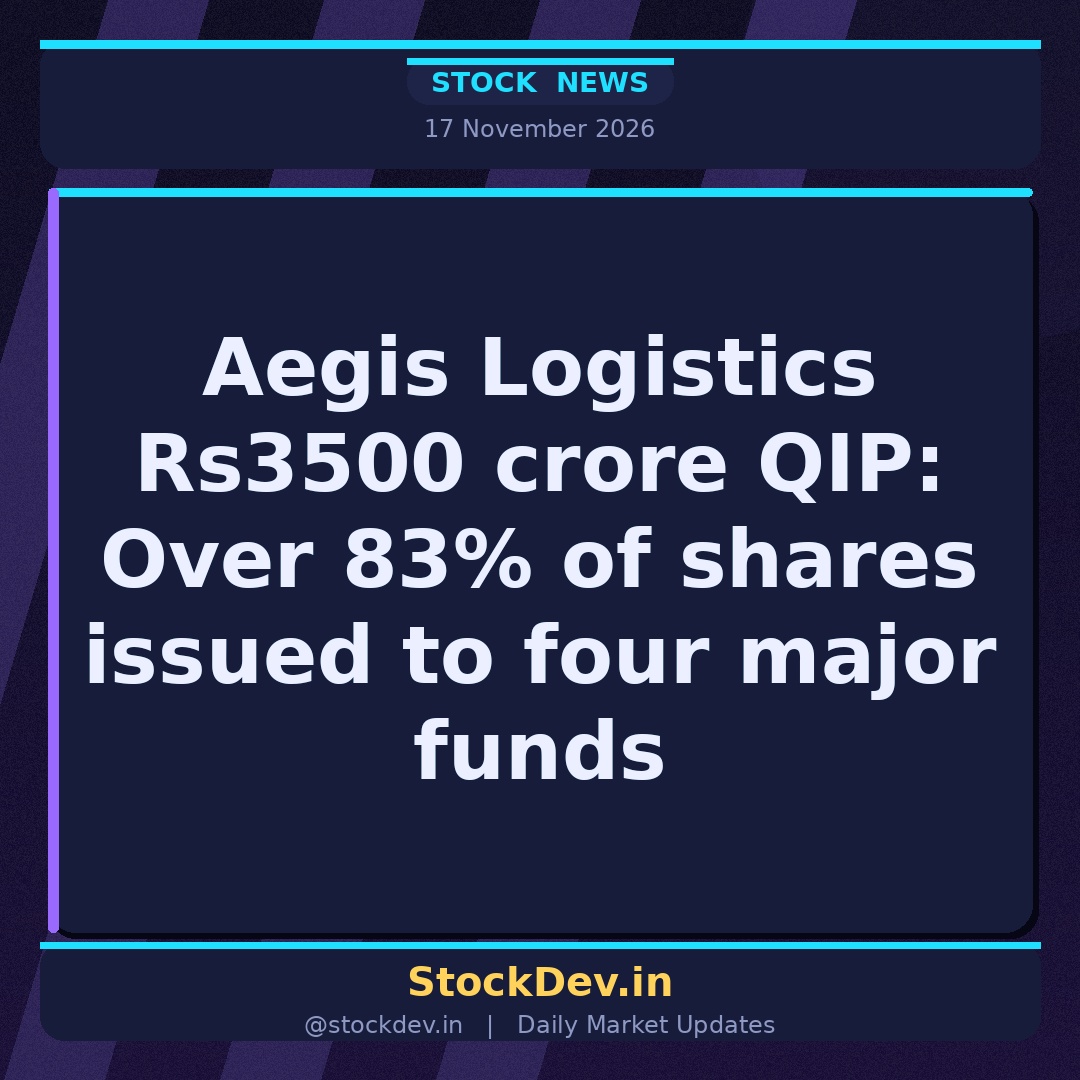 STOCK NEWS
17 November 2026
Aegis Logistics
Rs3500 crore QIP:
Over 83% of shares
issued to four major
funds
StockDev.in
@stockdev.in | Daily Market Updates